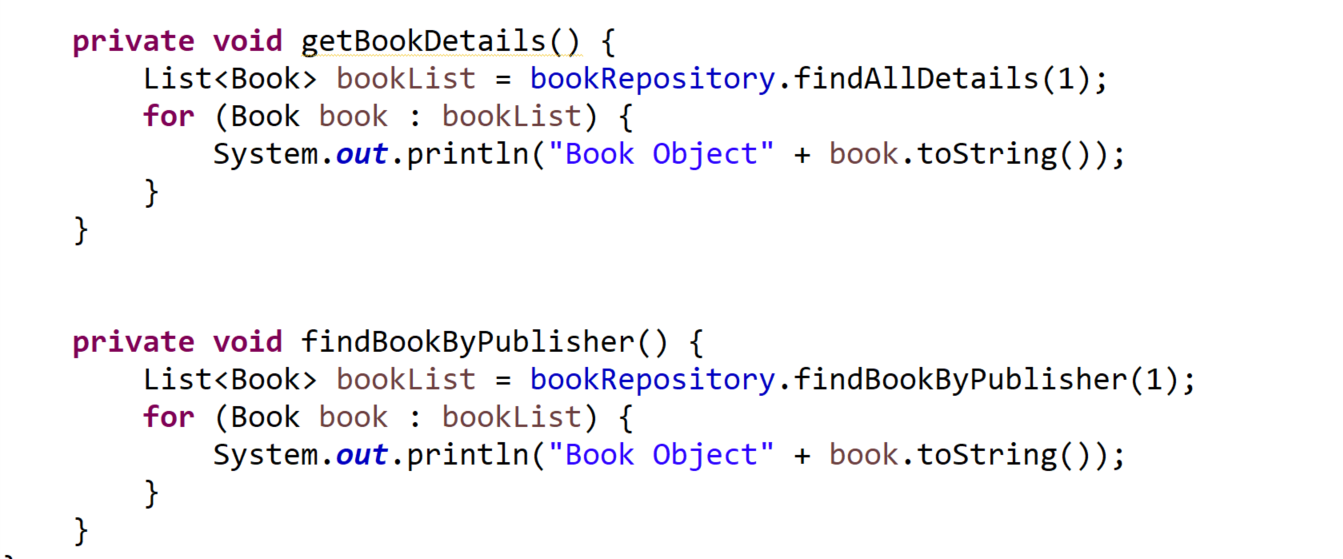 private void getBookDetails() {
List<Book> bookList = bookRepository.findAllDetails(1);
for (Book book : bookList) {
System.out.println("Book Object" + book.toString());
}
}
private void findBookByPublisher() {
List<Book> bookList = bookRepository.findBookByPublisher(1);
for (Book book : bookList) {
System.out.println("Book Object" + book.toString());
}
}
}